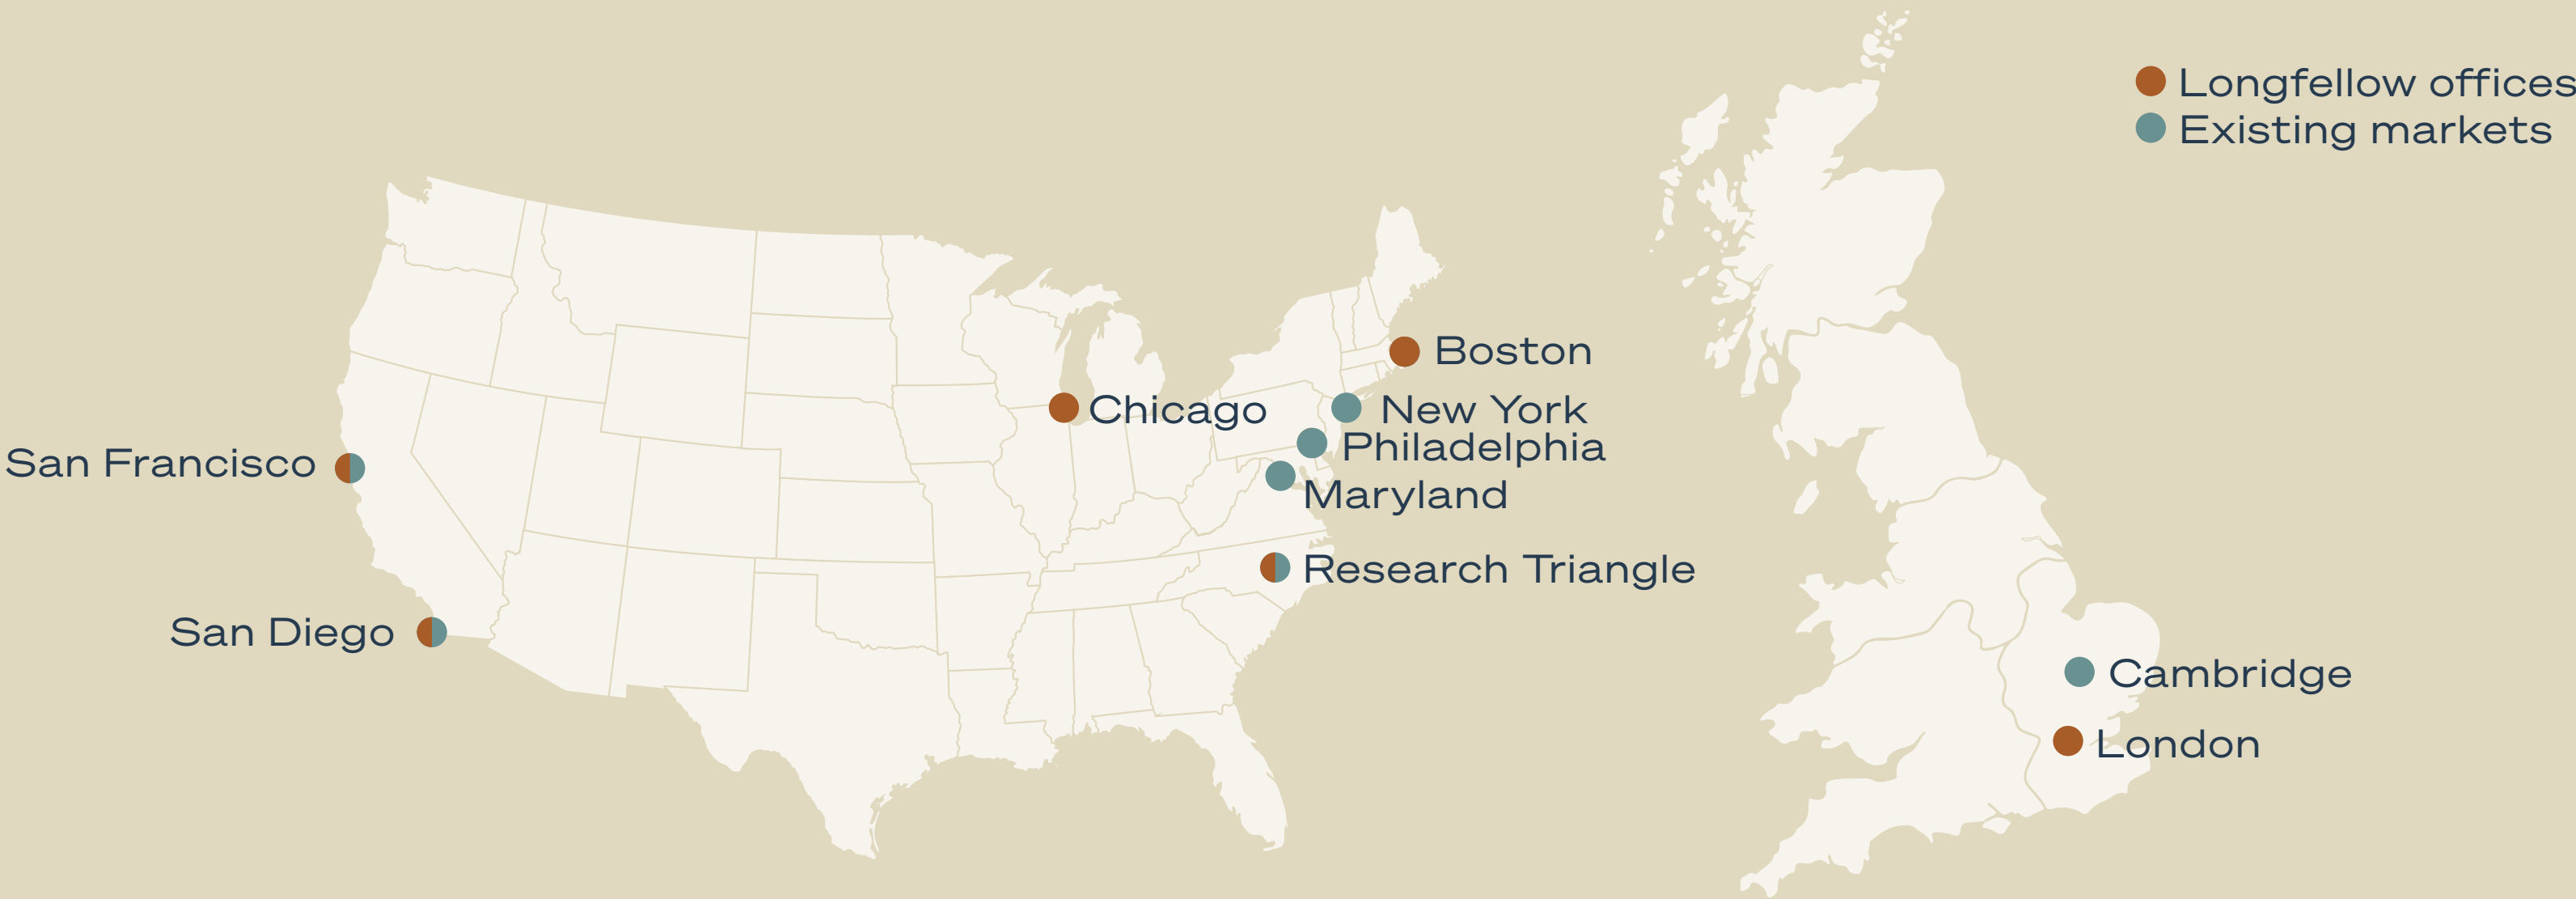 Longfellow offices
Existing markets
Boston
Chicago
New York
Philadelphia
San Francisco
Maryland
Research Triangle
San Diego
Cambridge
London